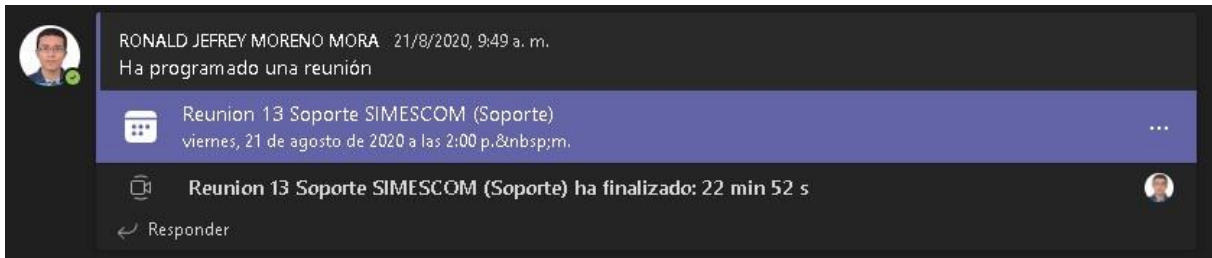 RONALD JEFREY MORENO MORA 21/8/2020, 9:49 a. m.
Ha programado una reunión
Reunion 13 Soporte SIMESCOM (Soporte)
viernes, 21 de agosto de 2020 a las 2:00 p.&nbsp;m.
Reunion 13 Soporte SIMESCOM (Soporte) ha finalizado: 22 min 52 s
Responder